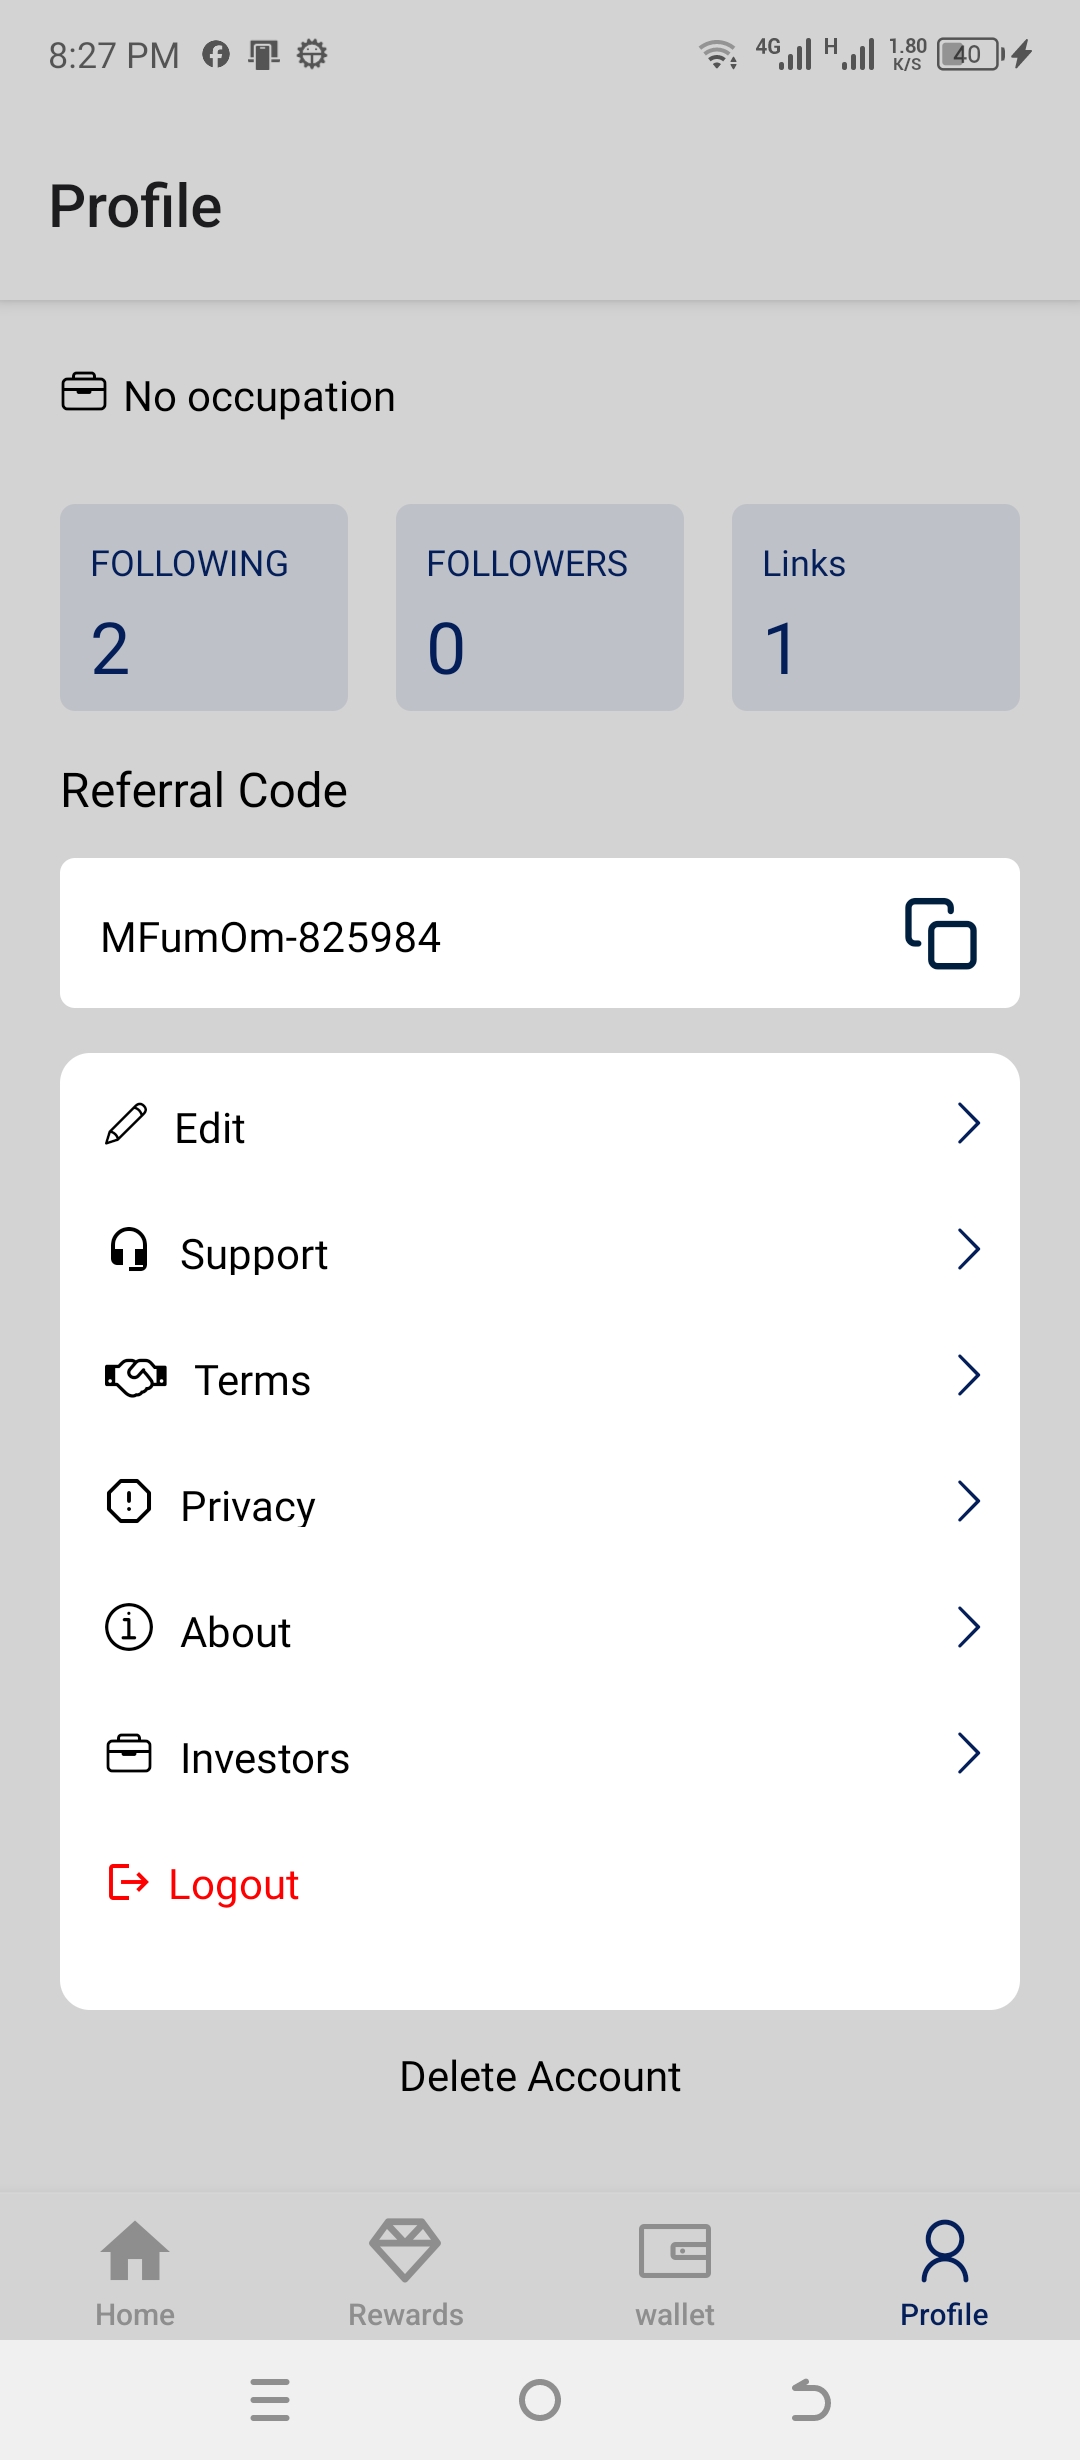 8:27 PM 4G H 1.80 K/S 40
Profile
No occupation
FOLLOWING FOLLOWERS Links
2 0 1
Referral Code
MFumOm-825984
Edit
Support
Terms
Privacy
About
Investors
Logout
Delete Account
Home Rewards wallet Profile